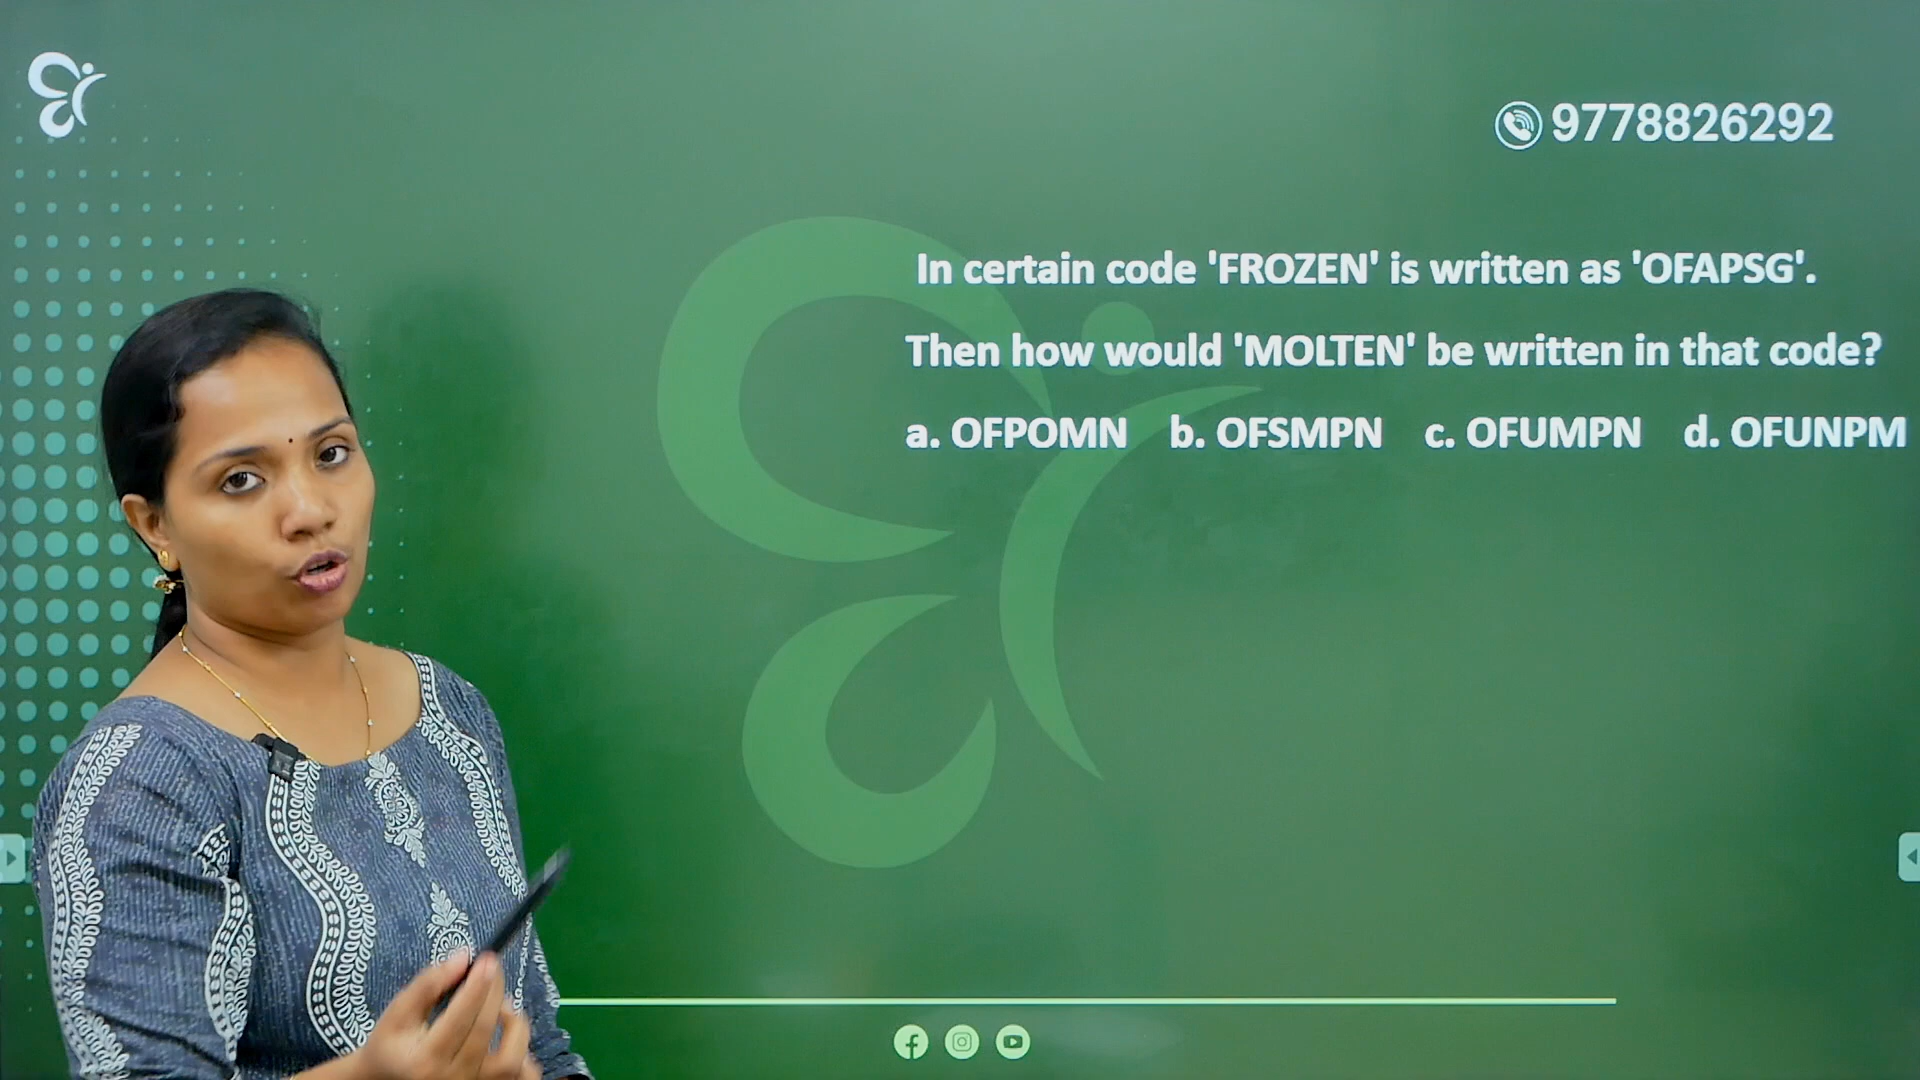 9778826292
In certain code 'FROZEN' is written as 'OFAPSG'.
Then how would 'MOLTEN' be written in that code?
a. OFPOMN b. OFSMPN c. OFUMPN d. OFUNPM